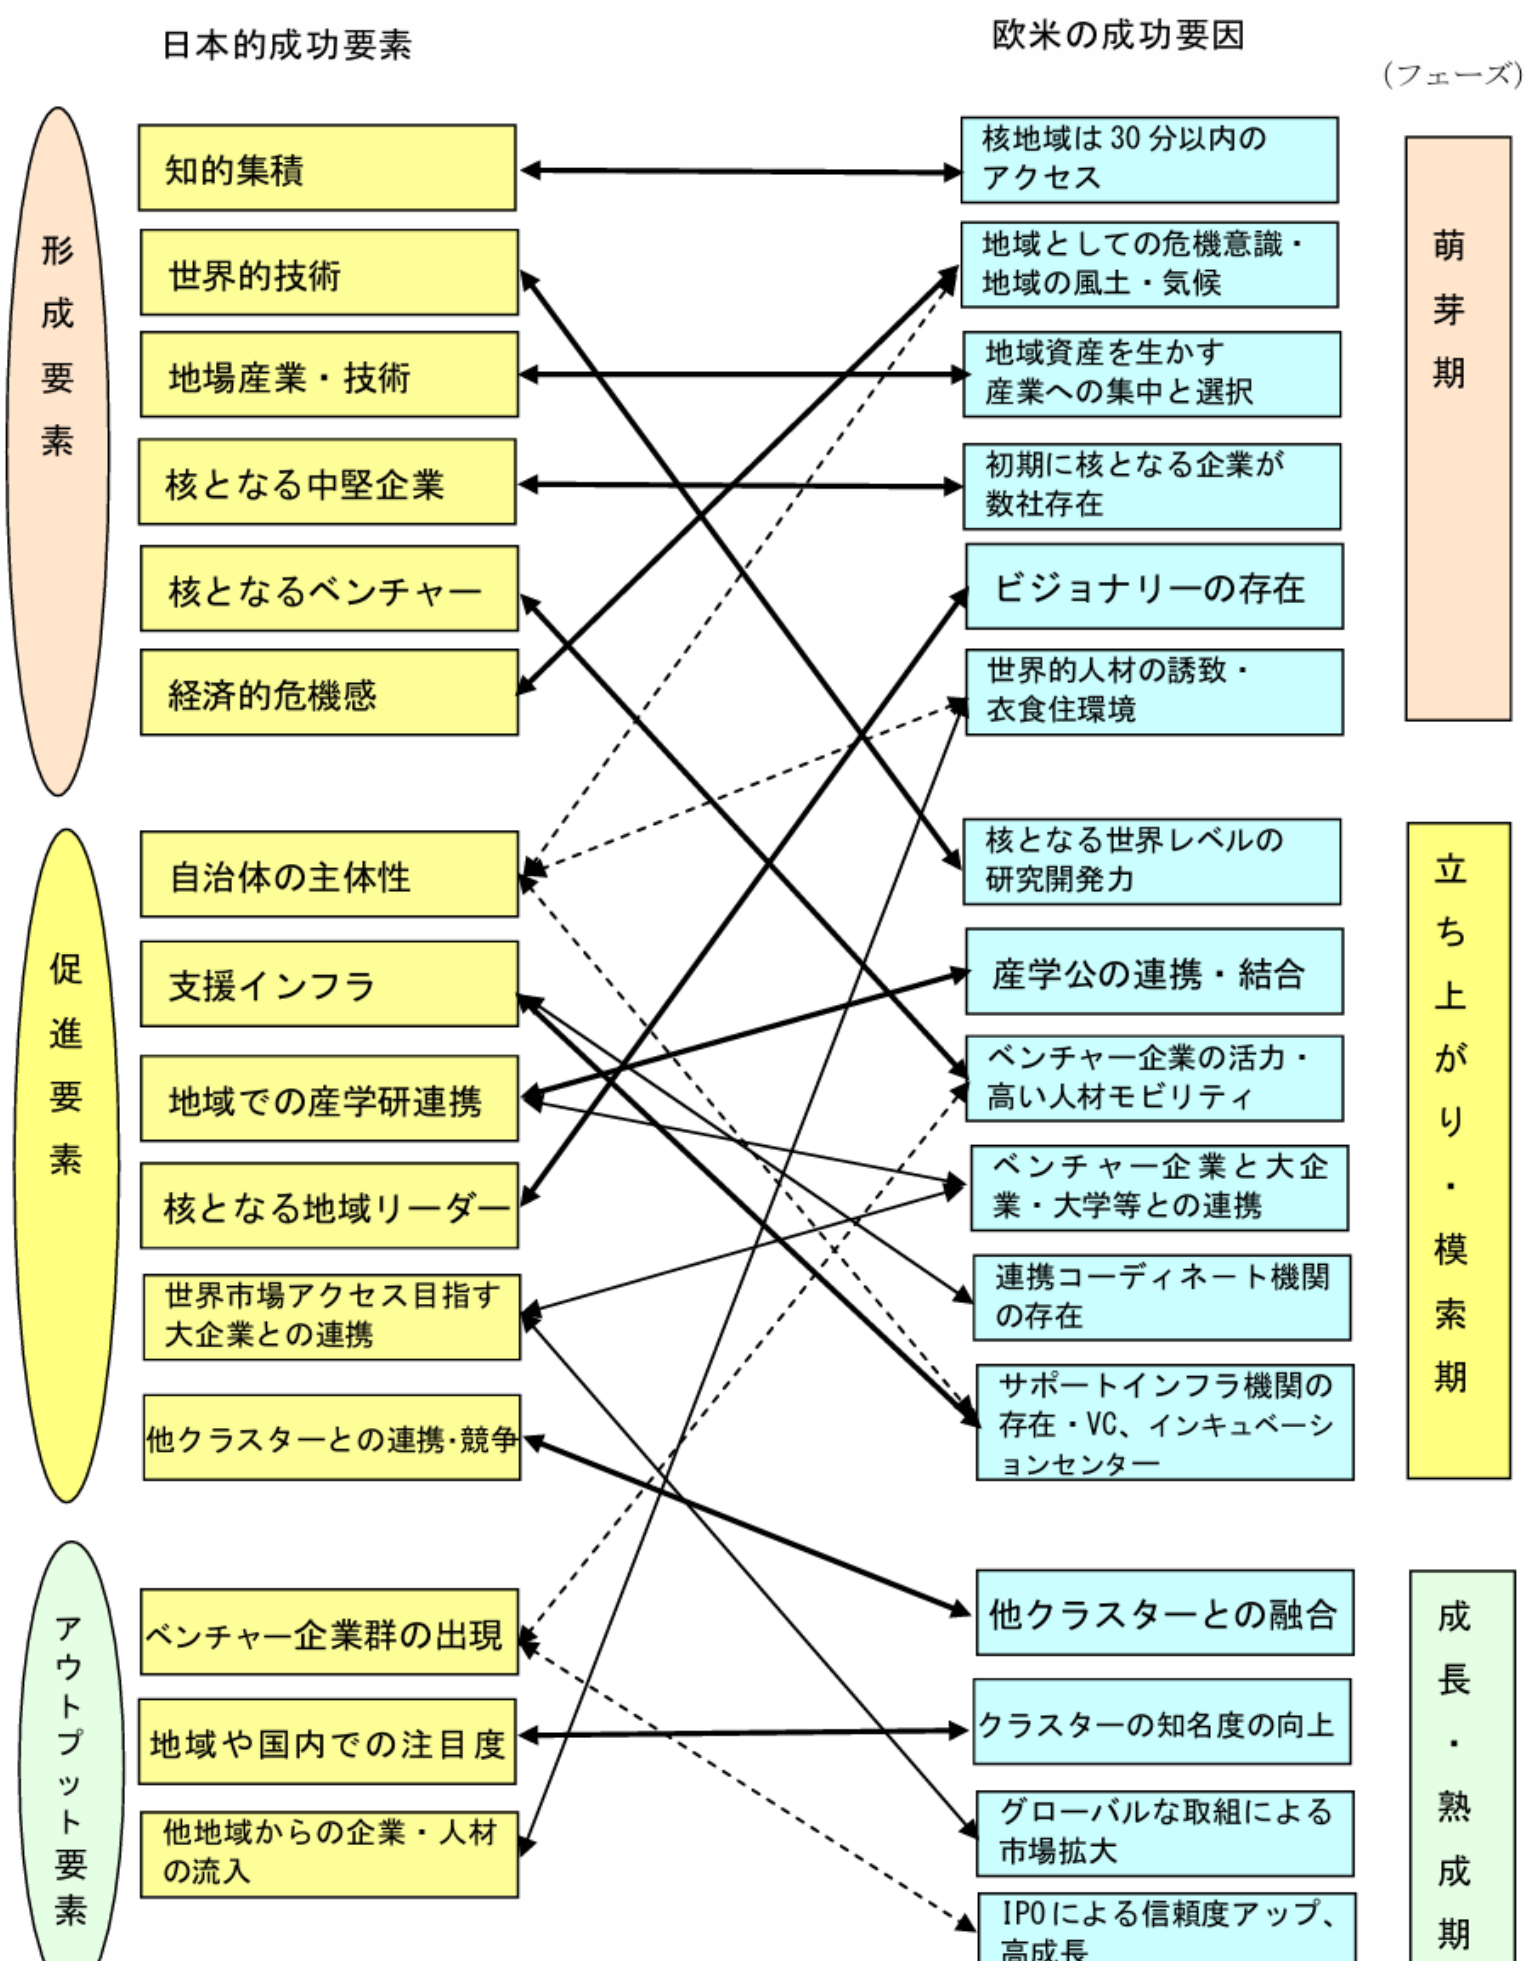 日本的成功要素
欧米の成功要因
(フェーズ)
形成要素
知的集積
世界的技術
地場産業・技術
核となる中堅企業
核となるベンチャー
経済的危機感
促進要素
自治体の主体性
支援インフラ
地域での産学研連携
核となる地域リーダー
世界市場アクセス目指す
大企業との連携
他クラスターとの連携・競争
アウトプット要素
ベンチャー企業群の出現
地域や国内での注目度
他地域からの企業・人材
の流入
核地域は30分以内の
アクセス
地域としての危機意識・
地域の風土・気候
地域資産を生かす
産業への集中と選択
初期に核となる企業が
数社存在
ビジョナリーの存在
世界的人材の誘致・
衣食住環境
核となる世界レベルの
研究開発力
産学公の連携・結合
ベンチャー企業の活力・
高い人材モビリティ
ベンチャー企業と大企
業・大学等との連携
連携コーディネート機関
の存在
サポートインフラ機関の
存在・VC、インキュベーシ
ョンセンター
他クラスターとの融合
クラスターの知名度の向上
グローバルな取組による
市場拡大
IPOによる信頼度アップ、
高成長
萌芽期
立ち上がり・模索期
成長・熟成期